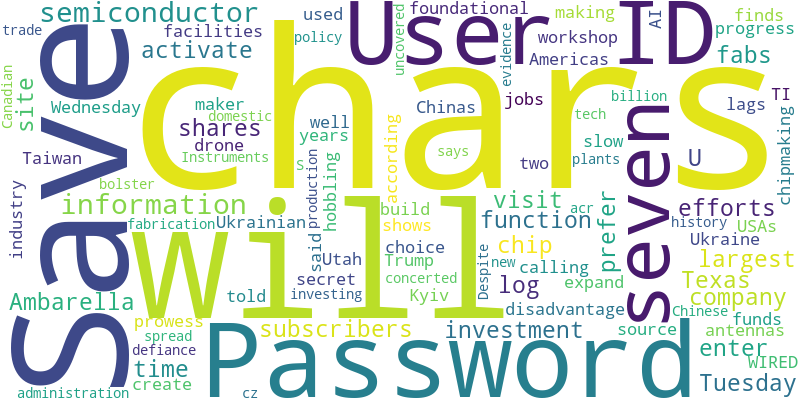 trade
semiconductor
used
foundational
making
AI
finds
facilities
policy
User ID
uncovered
evidence
workshop
progress
activate
Americas
fabs
Canadian
site
Save
chars
Wednesday
maker
domestic
Chinas
jobs
billion
lags
TI
shares
well
tech
chipmaking
drone
years
according
slow
Taiwan
Instruments
S
says
two
plants
U
industry
bolster
production
hobbling
seven
information
will
visit
prefer
efforts
fabrication
Ukrainian
build
function
acr
history
USAs
said
shows
choice
chip
Ukraine
Utah
Trump
Despite
calling
largest
secret
concerted
log
new
expand
Texas
Ambarella
told
investing
Kyiv
disadvantage
company
prowess
subscribers
investment
source
Chinese
funds
spread
antennas
defiance
Password
enter
time
WIRED
create
Tuesday
administration
cz